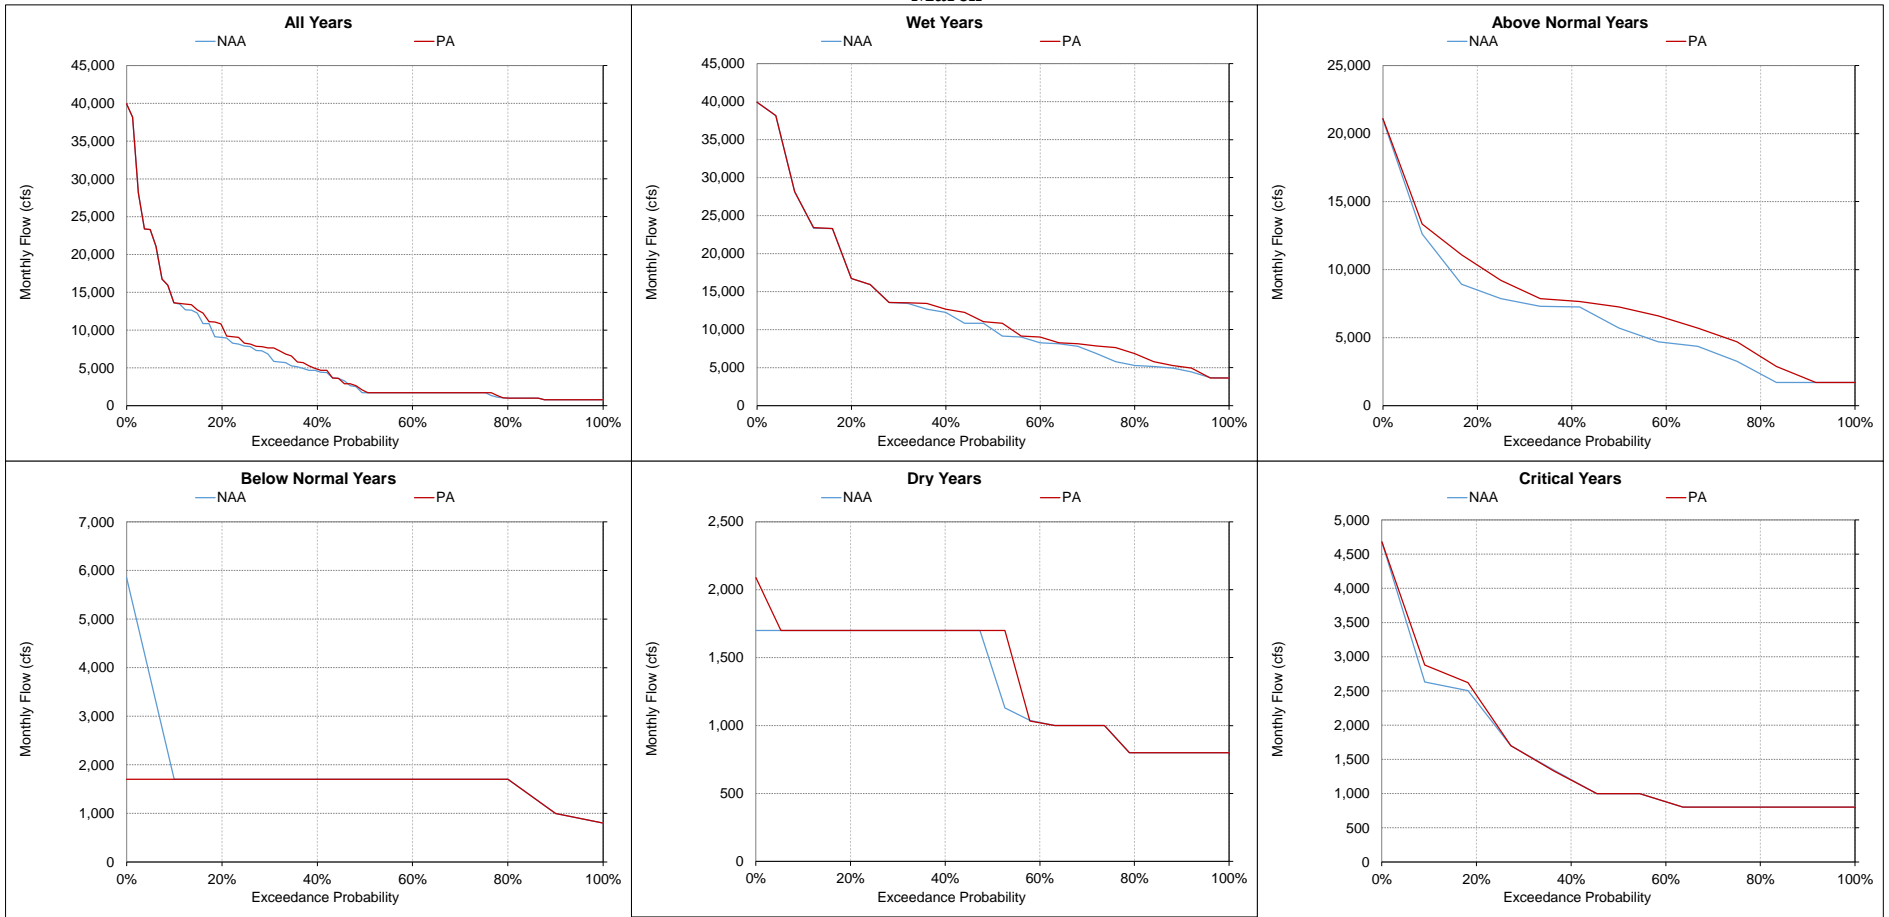 All Years
NAA PA
45,000
40,000
35,000
30,000
25,000
20,000
15,000
10,000
5,000
0
Monthly Flow (cfs)
0% 20% 40% 60% 80% 100%
Exceedance Probability
Wet Years
NAA PA
45,000
40,000
35,000
30,000
25,000
20,000
15,000
10,000
5,000
0
Monthly Flow (cfs)
0% 20% 40% 60% 80% 100%
Exceedance Probability
Above Normal Years
NAA PA
25,000
20,000
15,000
10,000
5,000
0
Monthly Flow (cfs)
0% 20% 40% 60% 80% 100%
Exceedance Probability
Below Normal Years
NAA PA
7,000
6,000
5,000
4,000
3,000
2,000
1,000
0
Monthly Flow (cfs)
0% 20% 40% 60% 80% 100%
Exceedance Probability
Dry Years
NAA PA
2,500
2,000
1,500
1,000
500
0
Monthly Flow (cfs)
0% 20% 40% 60% 80% 100%
Exceedance Probability
Critical Years
NAA PA
5,000
4,500
4,000
3,500
3,000
2,500
2,000
1,500
1,000
500
0
Monthly Flow (cfs)
0% 20% 40% 60% 80% 100%
Exceedance Probability